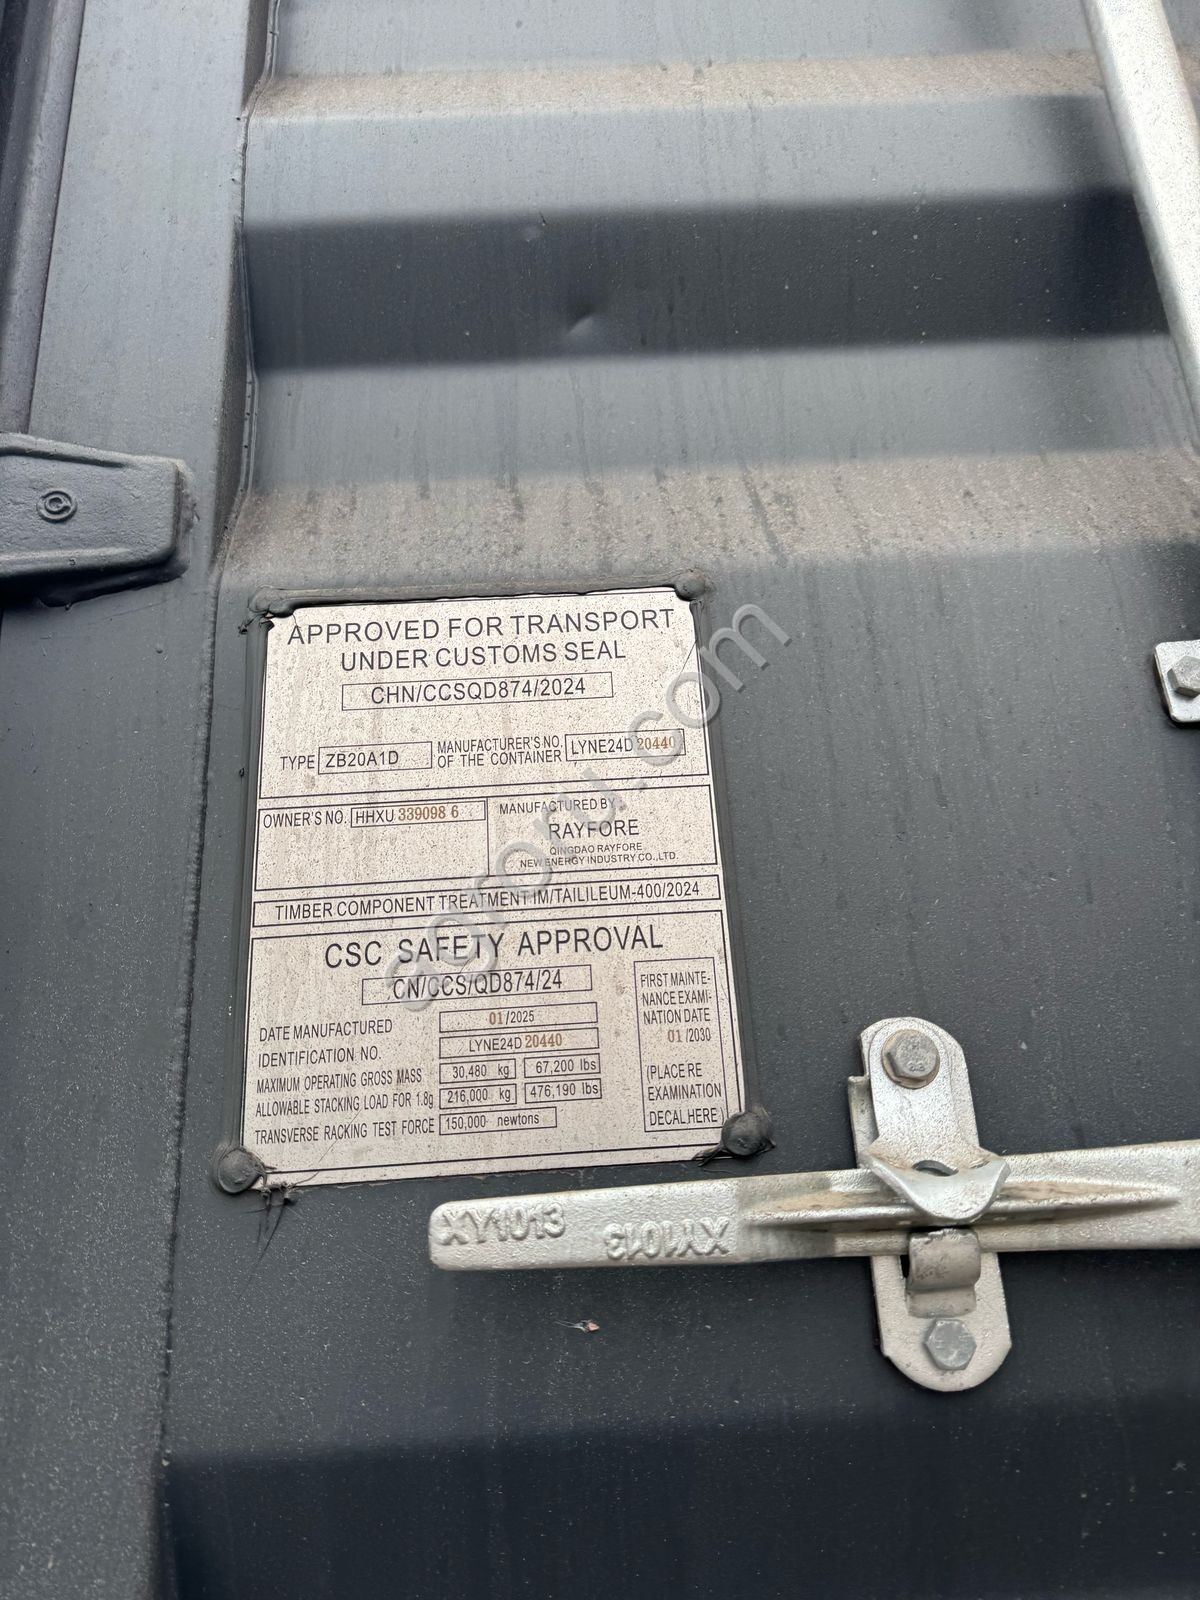 APPROVED FOR TRANSPORT
UNDER CUSTOMS SEAL
CHN/CCSQD874/2024
TYPE ZB20A1D
MANUFACTURER'S NO.
OF THE CONTAINER
LYNE24D 20440
OWNER'S NO. HHXU 339098 6
MANUFACTURED BY:
RAYFORE
QINGDAO RAYFORE
NEW ENERGY INDUSTRY CO.,LTD.
TIMBER COMPONENT TREATMENT IM/TAILILEUM-400/2024
CSC SAFETY APPROVAL
CN/CCS/QD874/24
DATE MANUFACTURED 01/2025
IDENTIFICATION NO. LYNE24D 20440
MAXIMUM OPERATING GROSS MASS 30,480 kg 67,200 lbs
ALLOWABLE STACKING LOAD FOR 1.8g 216,000 kg 476,190 lbs
TRANSVERSE RACKING TEST FORCE 150,000 newtons
FIRST MAINTE-
NANCE EXAMI-
NATION DATE
01/2030
(PLACE RE
EXAMINATION
DECAL HERE)
XY1013
XY1013
agroru.com